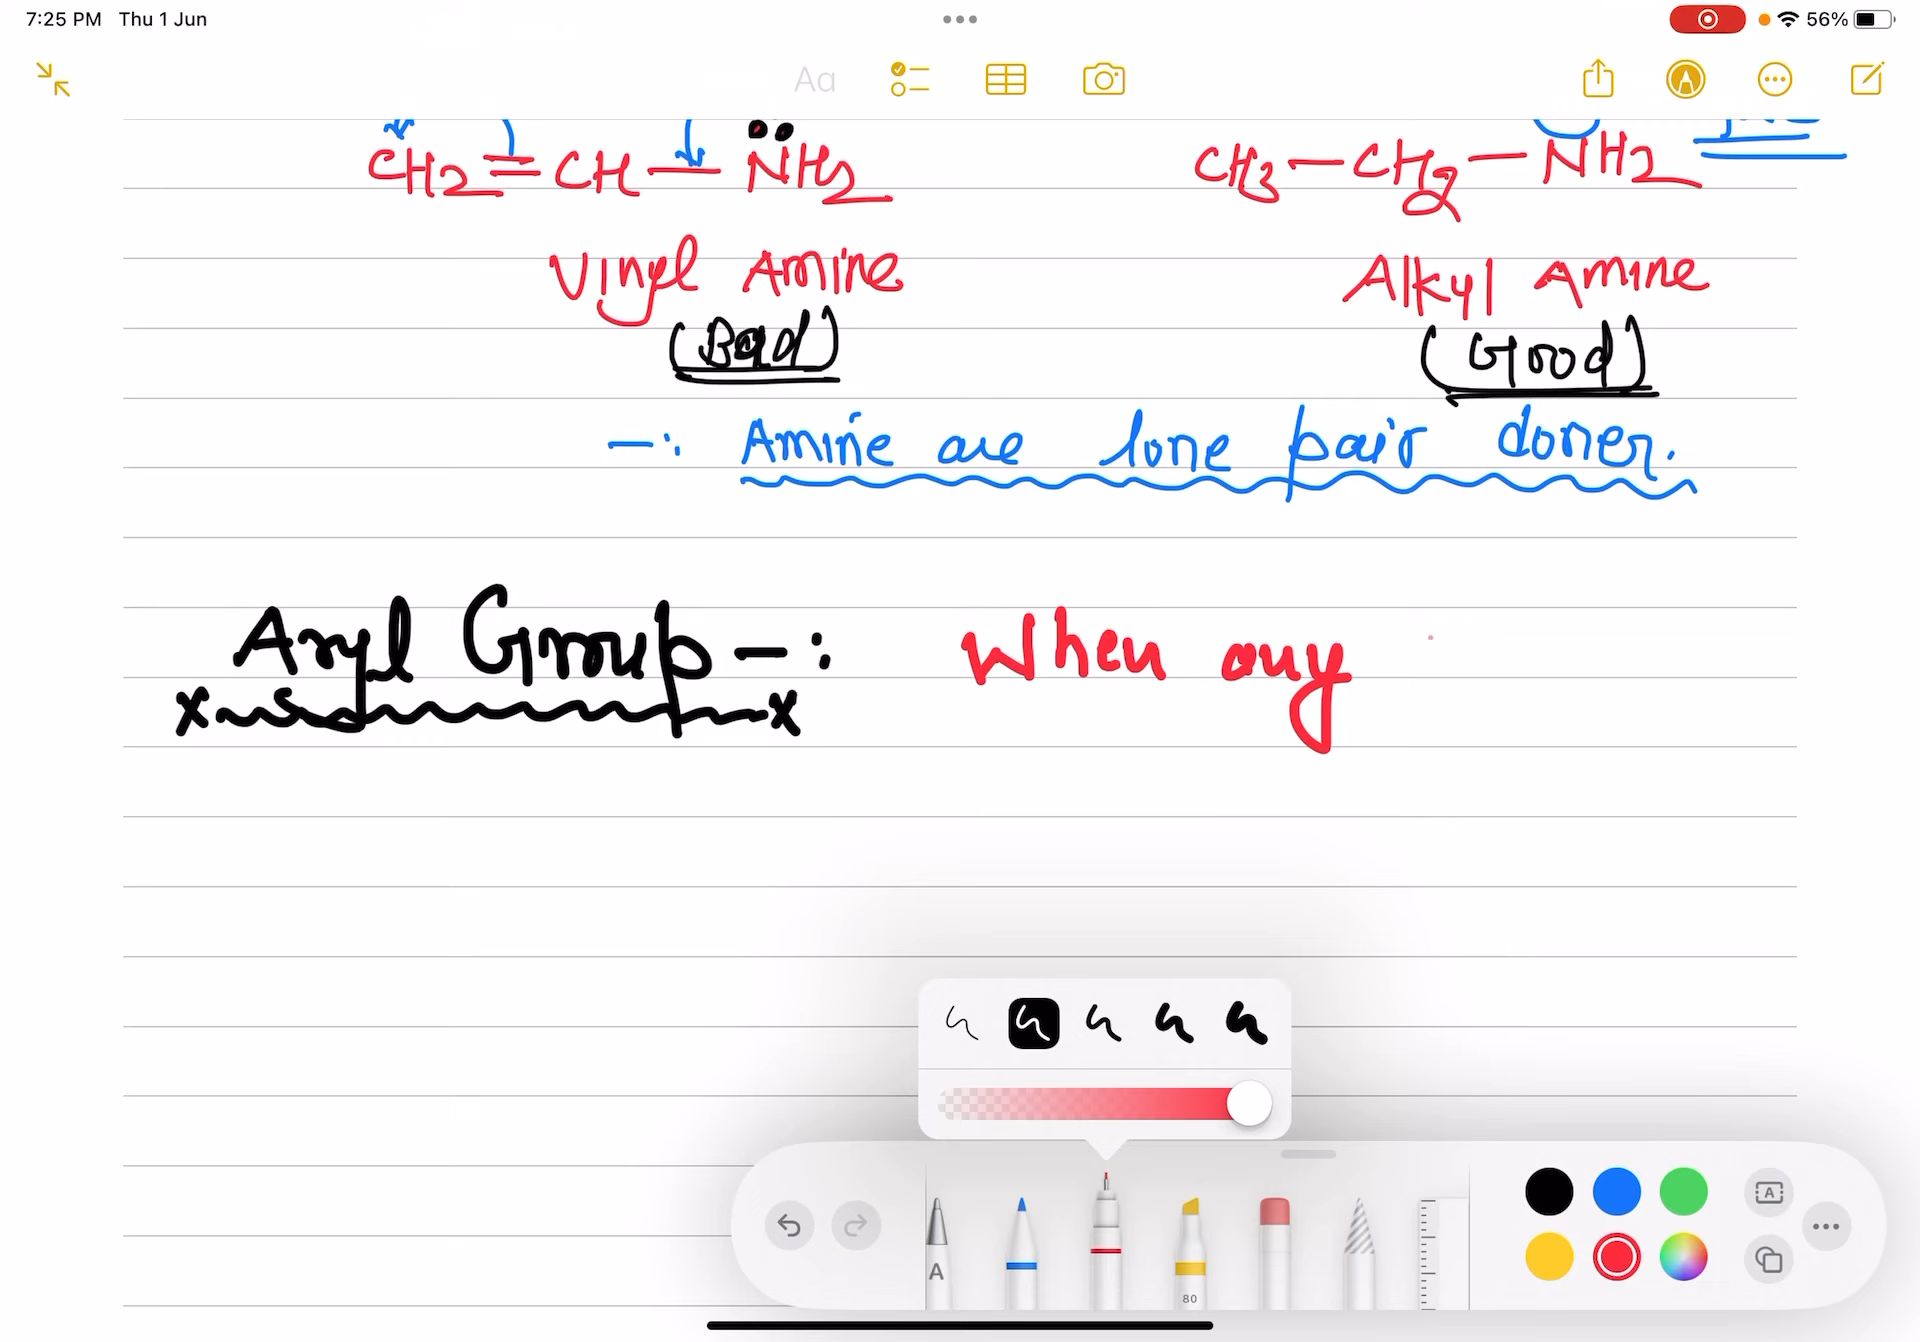 7:25 PM Thu 1 Jun
56%
Aa
CH2=CH—NH2
CH3—CH2—NH2
Vinyl Amine
Alkyl Amine
(Bad)
(Good)
—: Amine are lone pair doner.
Aryl Group—: When any
A
80
A